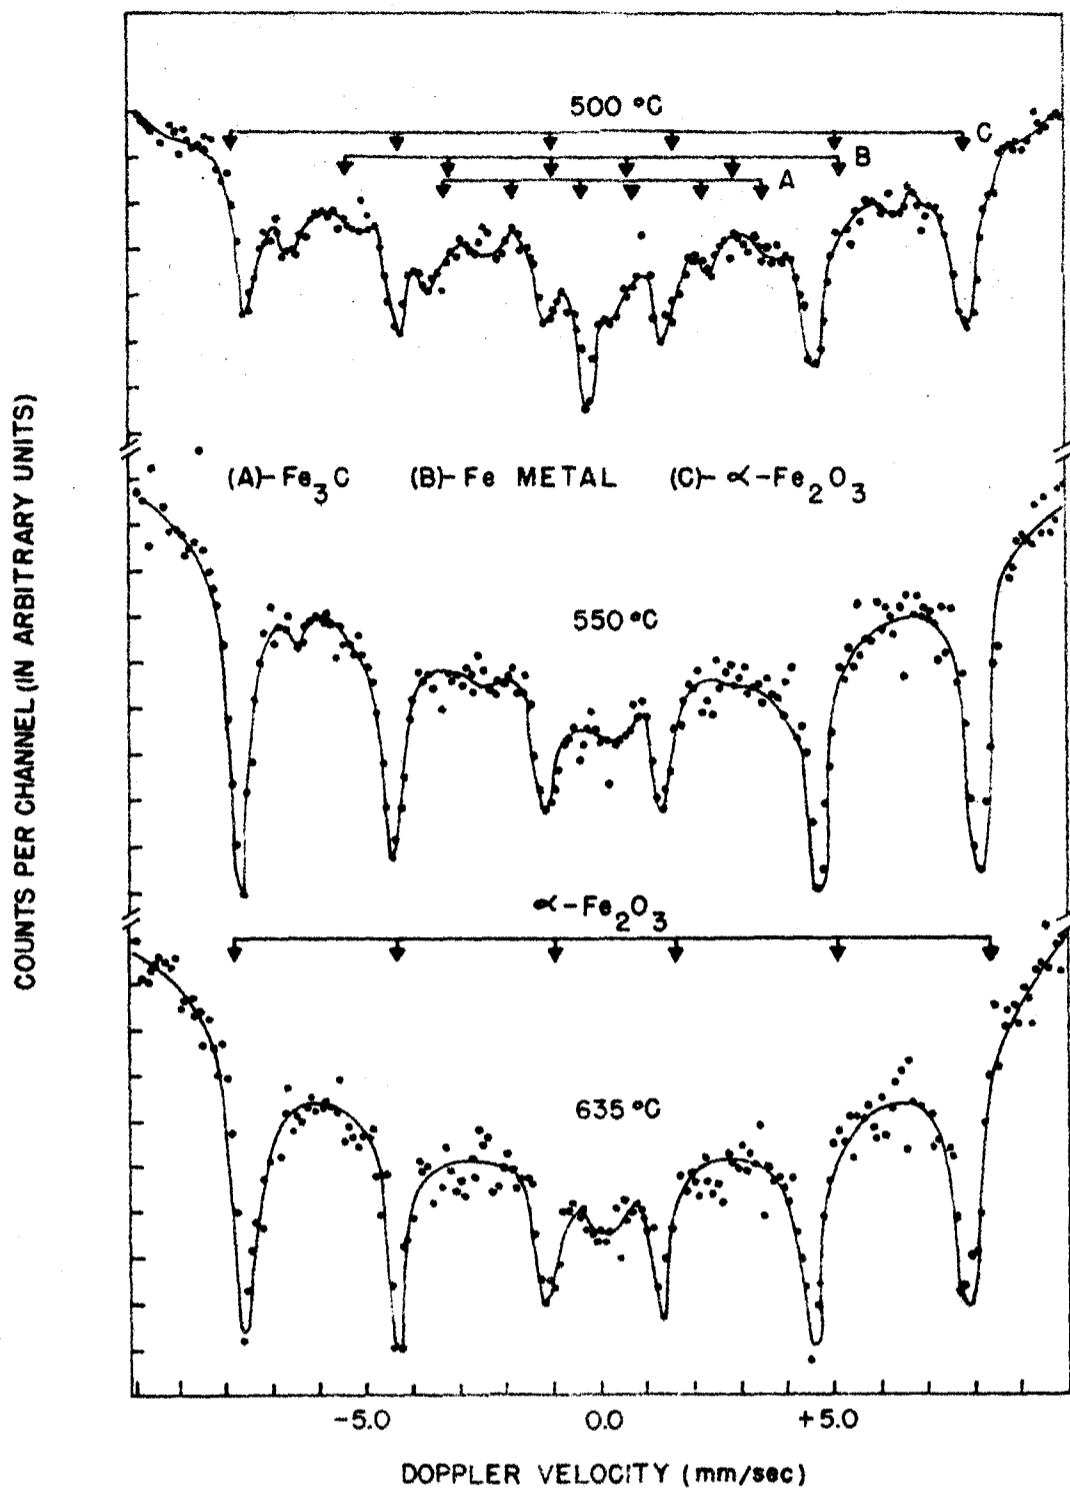 500 °C
C
B
A
(A)-Fe3C (B)-Fe METAL (C)-∝-Fe2O3
550 °C
∝-Fe2O3
635 °C
COUNTS PER CHANNEL (IN ARBITRARY UNITS)
-5.0 0.0 +5.0
DOPPLER VELOCITY (mm/sec)